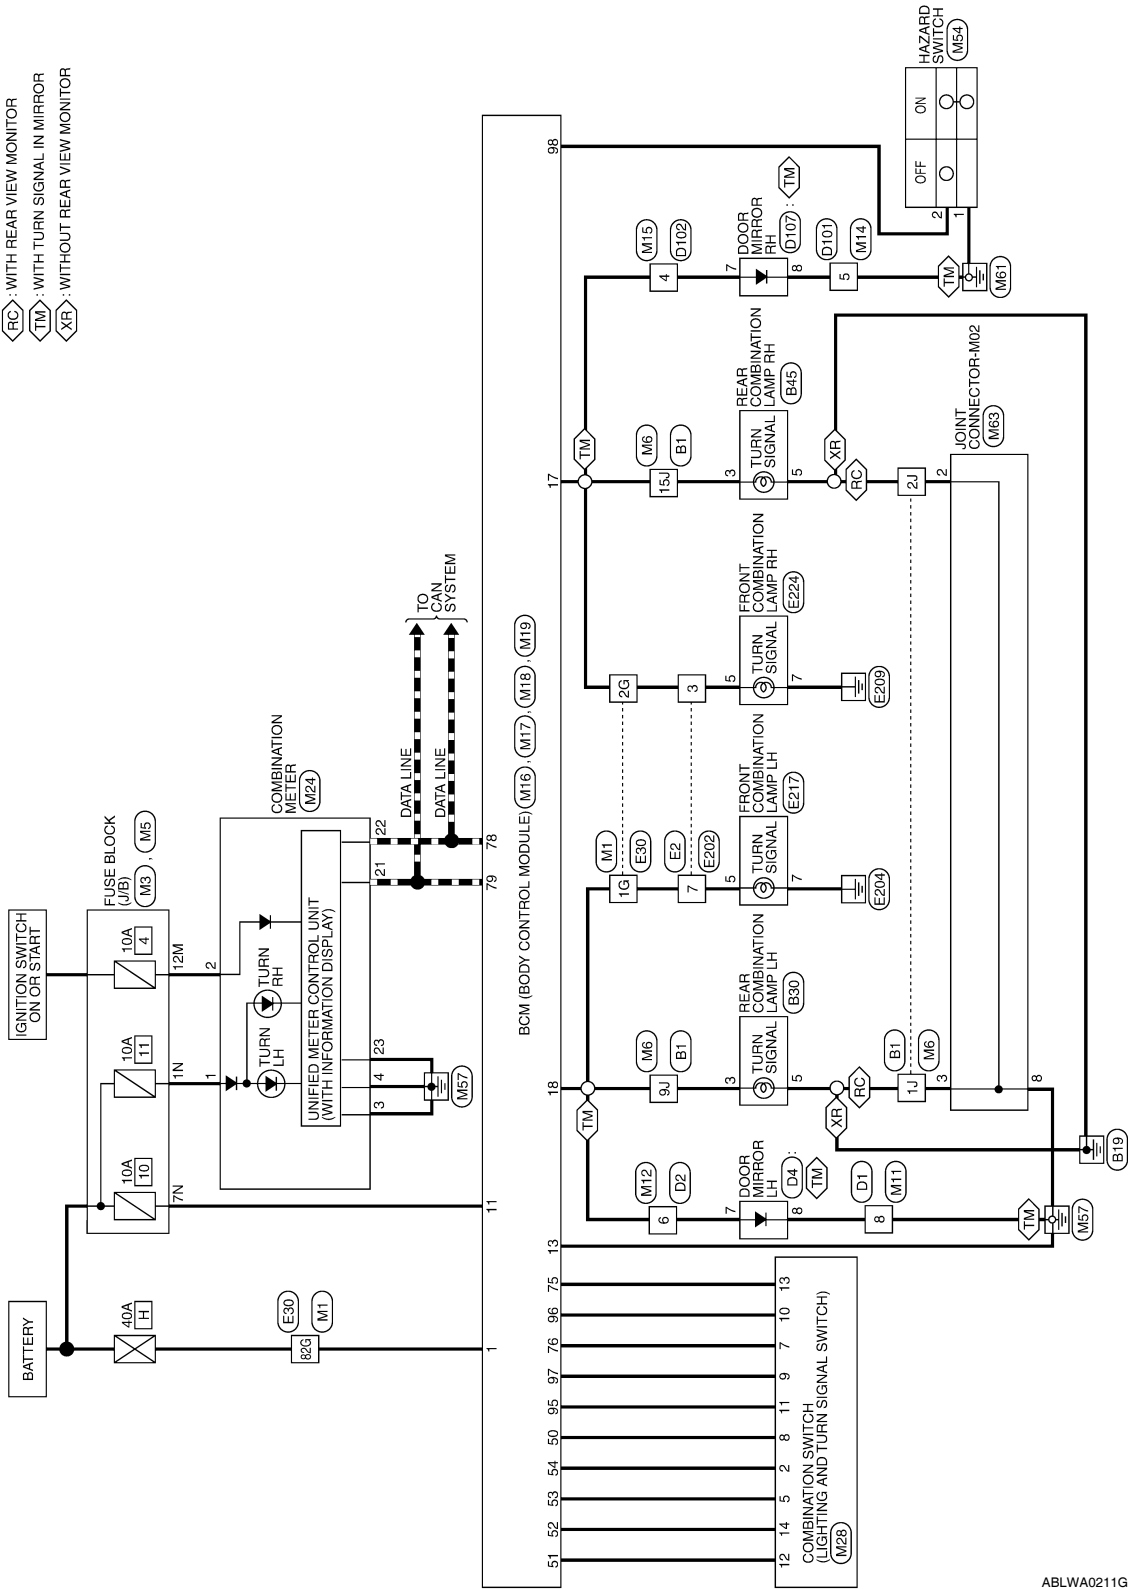 RC : WITH REAR VIEW MONITOR
TM : WITH TURN SIGNAL IN MIRROR
XR : WITHOUT REAR VIEW MONITOR
BATTERY
IGNITION SWITCH
ON OR START
40A
H
10A
10
10A
11
10A
4
FUSE BLOCK
(J/B)
M3 , M5
7N
1N
12M
E30
M1
82G
1
2
TURN
LH
TURN
RH
COMBINATION
METER
M24
UNIFIED METER CONTROL UNIT
(WITH INFORMATION DISPLAY)
3
4
23
21
22
M57
DATA LINE
DATA LINE
TO
CAN
SYSTEM
1
11
79
78
BCM (BODY CONTROL MODULE) M16 , M17 , M18 , M19
51
52
53
54
50
95
97
76
96
75
13
18
17
98
12
14
5
2
8
11
9
7
10
13
COMBINATION SWITCH
(LIGHTING AND TURN SIGNAL SWITCH)
M28
TM
TM
M12
D2
6
M6
B1
9J
M1
E30
1G
E2
E202
7
2G
3
M6
B1
15J
M15
D102
4
7
DOOR
MIRROR
LH
D4 :
TM
8
3
TURN
SIGNAL
REAR
COMBINATION
LAMP LH
B30
5
5
TURN
SIGNAL
FRONT
COMBINATION
LAMP LH
E217
7
5
TURN
SIGNAL
FRONT
COMBINATION
LAMP RH
E224
7
3
TURN
SIGNAL
REAR
COMBINATION
LAMP RH
B45
5
7
DOOR
MIRROR
RH
D107 :
TM
8
D1
M11
8
XR
RC
E204
E209
XR
RC
D101
M14
5
B1
M6
1J
2J
TM
M61
3
2
JOINT
CONNECTOR-M02
M63
8
TM
M57
B19
HAZARD
SWITCH
M54
OFF
ON
2
1
ABLWA0211G